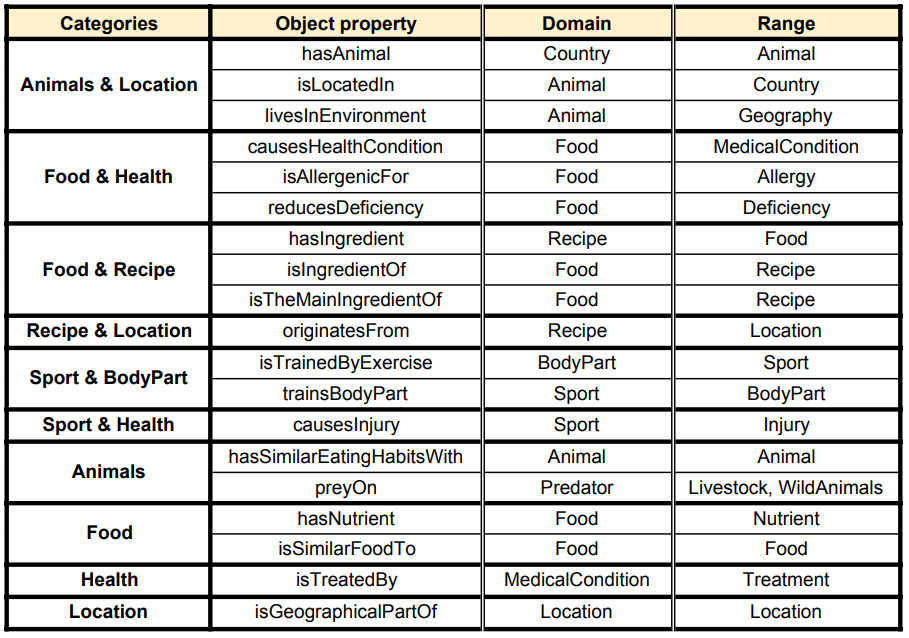 Categories Object property Domain Range
Animals & Location hasAnimal Country Animal
isLocatedIn Animal Country
livesInEnvironment Animal Geography
Food & Health causesHealthCondition Food MedicalCondition
isAllergenicFor Food Allergy
reducesDeficiency Food Deficiency
Food & Recipe hasIngredient Recipe Food
isIngredientOf Food Recipe
isTheMainIngredientOf Food Recipe
Recipe & Location originatesFrom Recipe Location
Sport & BodyPart isTrainedByExercise BodyPart Sport
trainsBodyPart Sport BodyPart
Sport & Health causesInjury Sport Injury
Animals hasSimilarEatingHabitsWith Animal Animal
preyOn Predator Livestock, WildAnimals
Food hasNutrient Food Nutrient
isSimilarFoodTo Food Food
Health isTreatedBy MedicalCondition Treatment
Location isGeographicalPartOf Location Location